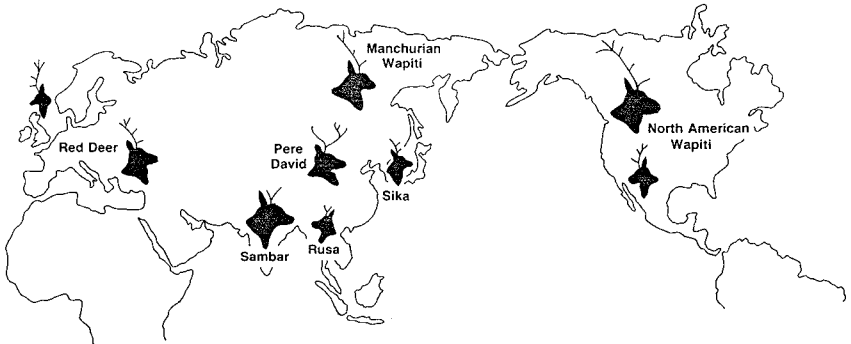 Manchurian
Wapiti
Red Deer
Pere
David
Sika
North American
Wapiti
Sambar
Rusa